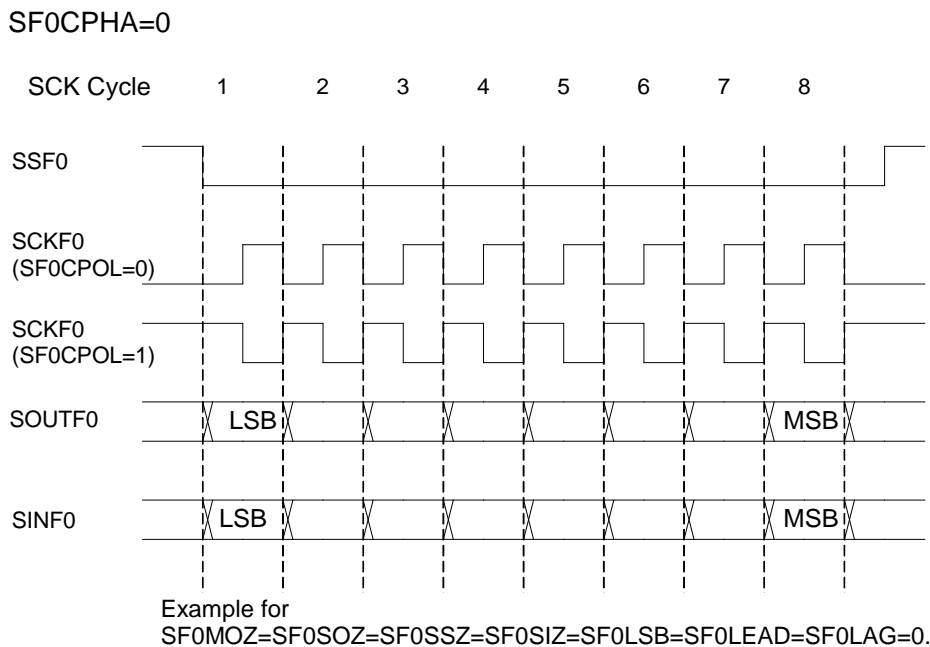 SF0CPHA=0
SCK Cycle 1 2 3 4 5 6 7 8
SSF0
SCKF0
(SF0CPOL=0)
SCKF0
(SF0CPOL=1)
SOUTF0 LSB MSB
SINF0 LSB MSB
Example for
SF0MOZ=SF0SOZ=SF0SSZ=SF0SIZ=SF0LSB=SF0LEAD=SF0LAG=0.